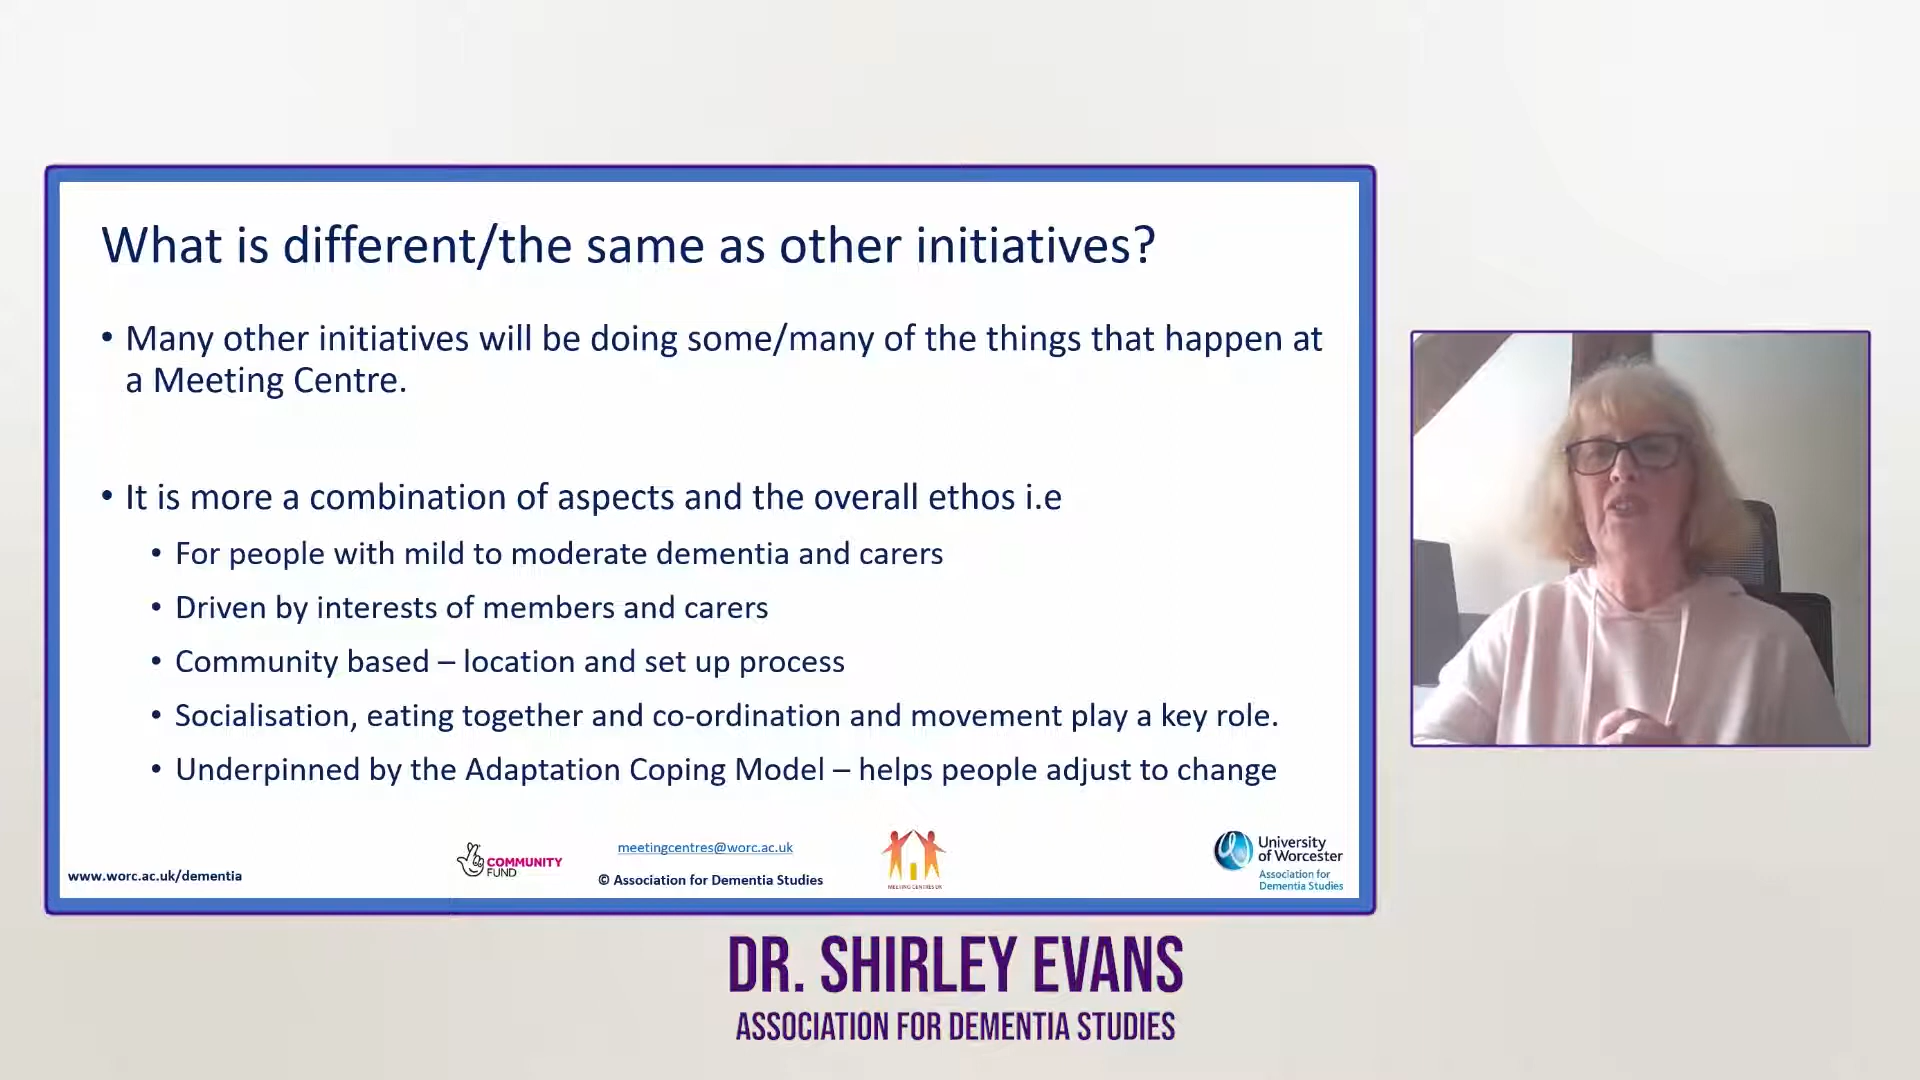 What is different/the same as other initiatives?
• Many other initiatives will be doing some/many of the things that happen at
a Meeting Centre.
• It is more a combination of aspects and the overall ethos i.e
• For people with mild to moderate dementia and carers
• Driven by interests of members and carers
• Community based – location and set up process
• Socialisation, eating together and co-ordination and movement play a key role.
• Underpinned by the Adaptation Coping Model – helps people adjust to change
www.worc.ac.uk/dementia
COMMUNITY
FUND
meetingcentres@worc.ac.uk
© Association for Dementia Studies
MEETING CENTRES UK
University
of Worcester
Association for
Dementia Studies
DR. SHIRLEY EVANS
ASSOCIATION FOR DEMENTIA STUDIES